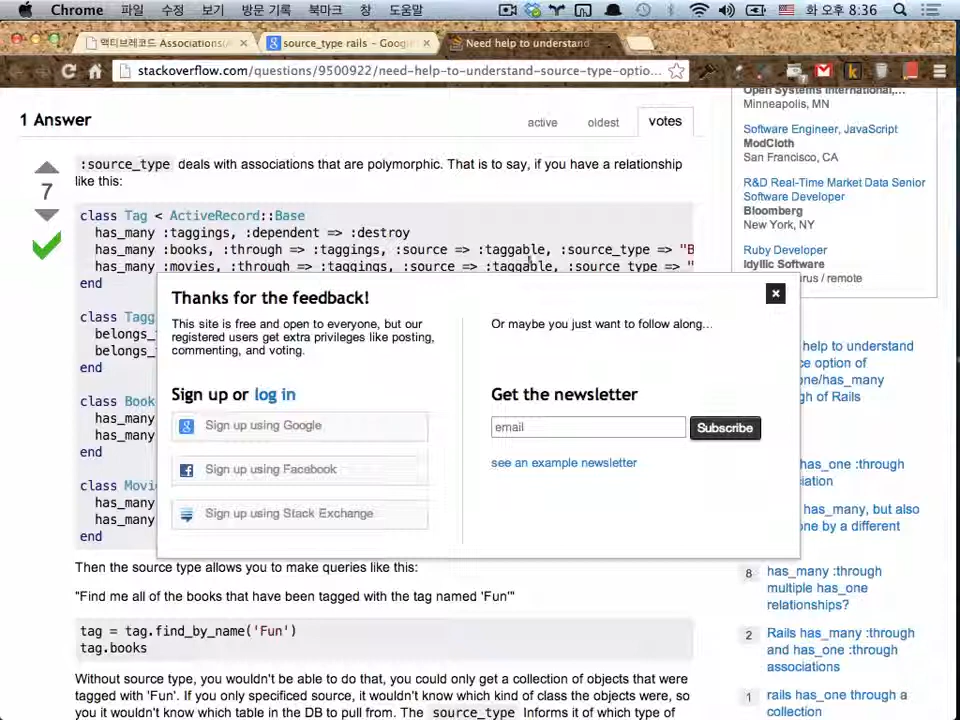 Chrome 파일 수정 보기 방문 기록 북마크 창 도움말 화 오후 8:36
액티브레코드 Associations( source_type rails - Goog Need help to understand
stackoverflow.com/questions/9500922/need-help-to-understand-source-type-optio...
1 Answer
active oldest votes
:source_type deals with associations that are polymorphic. That is to say, if you have a relationship
like this:
7
class Tag < ActiveRecord::Base
has_many :taggings, :dependent => :destroy
has_many :books, :through => :taggings, :source => :taggable, :source_type => "B
has_many :movies, :through => :taggings, :source => :taggable, :source_type => "
end
class Tagg
belongs_
belongs_
end
class Book
has_many
has_many
end
class Movi
has_many
has_many
end
Thanks for the feedback!
This site is free and open to everyone, but our
registered users get extra privileges like posting,
commenting, and voting.
Sign up or log in
Sign up using Google
Sign up using Facebook
Sign up using Stack Exchange
Or maybe you just want to follow along...
Get the newsletter
email
Subscribe
see an example newsletter
Then the source type allows you to make queries like this:
"Find me all of the books that have been tagged with the tag named 'Fun'"
tag = tag.find_by_name('Fun')
tag.books
Without source type, you wouldn't be able to do that, you could only get a collection of objects that were
tagged with 'Fun'. If you only specificed source, it wouldn't know which kind of class the objects were, so
you it wouldn't know which table in the DB to pull from. The source_type Informs it of which type of
Open Systems International,...
Minneapolis, MN
Software Engineer, JavaScript
ModCloth
San Francisco, CA
R&D Real-Time Market Data Senior
Software Developer
Bloomberg
New York, NY
Ruby Developer
Idyllic Software
urus / remote
help to understand
ce option of
one/has_many
gh of Rails
has_one :through
iation
has_many, but also
one by a different
8 has_many :through
multiple has_one
relationships?
2 Rails has_many :through
and has_one :through
associations
1 rails has_one through a
collection